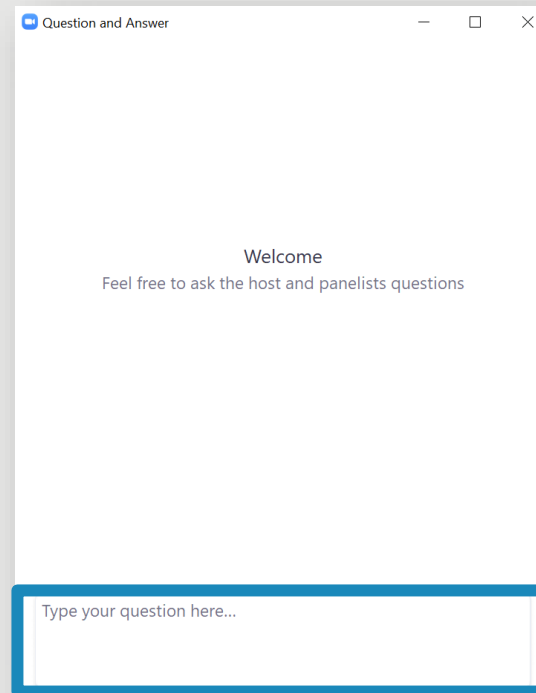 Question and Answer
Welcome
Feel free to ask the host and panelists questions
Type your question here...